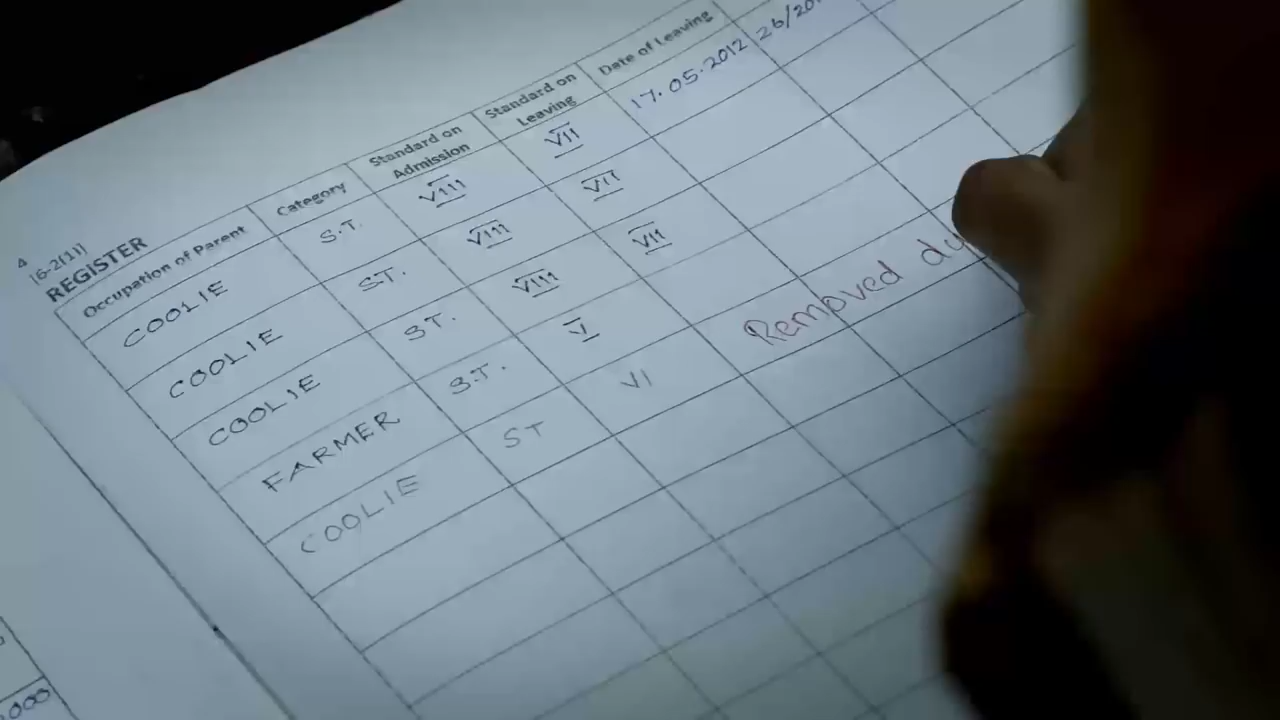 4
16-2(11)
REGISTER
Occupation of Parent Category Standard on Admission Standard on Leaving Date of Leaving
COOLIE S.T. VIII VII 17.05.2012
COOLIE ST. VIII VII
COOLIE ST. VIII VII
FARMER S.T. V Removed
COOLIE ST VI
000